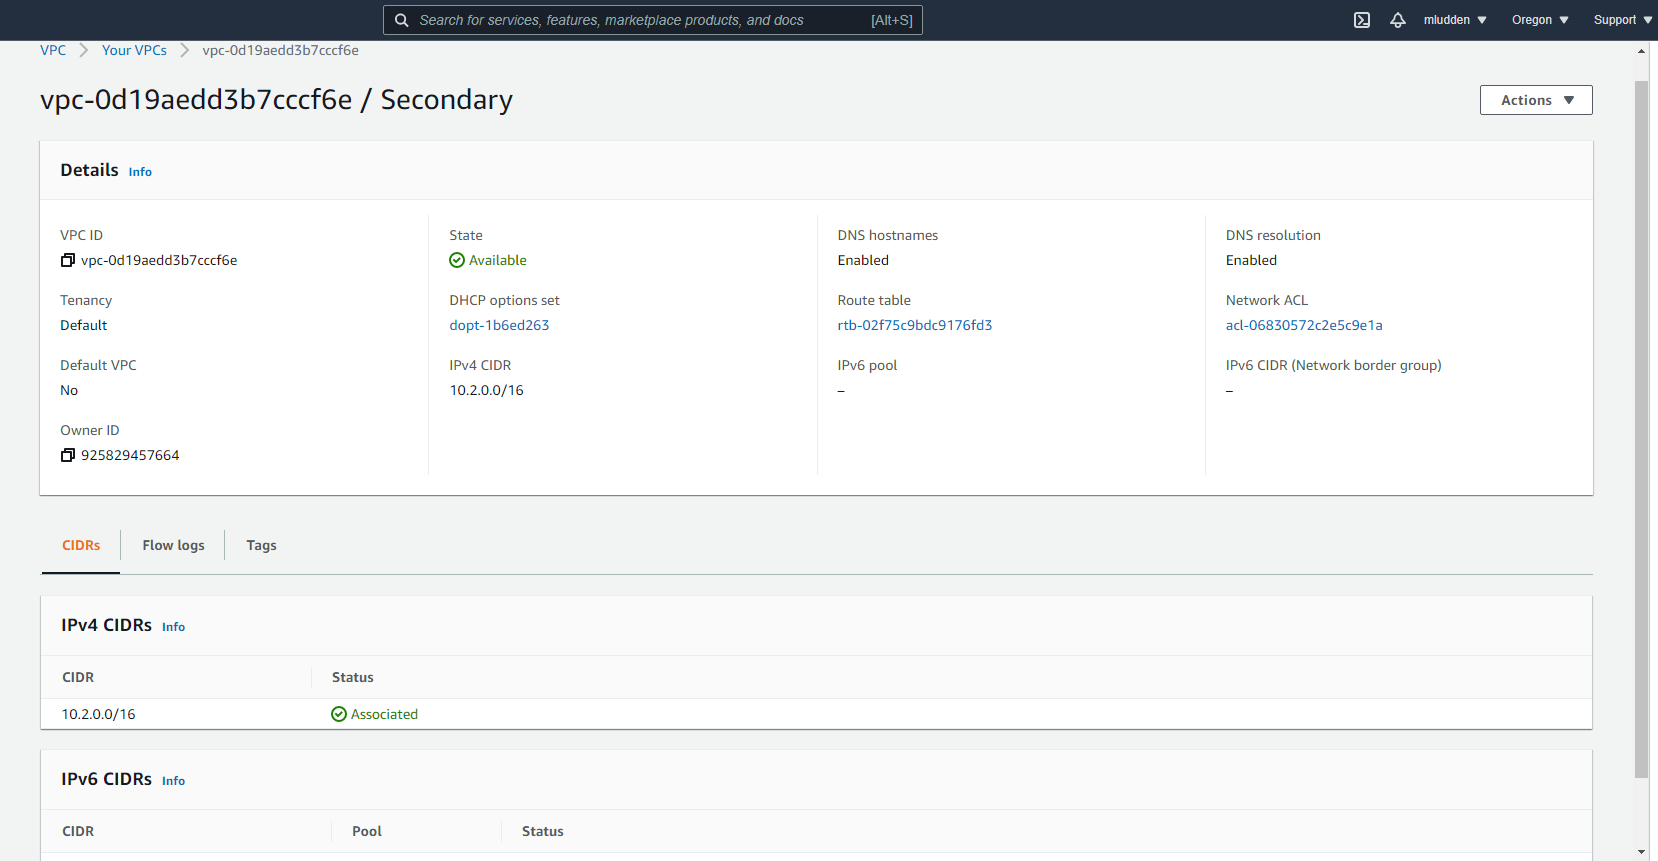 Search for services, features, marketplace products, and docs [Alt+S] mludden Oregon Support
VPC Your VPCs vpc-0d19aedd3b7cccf6e
vpc-0d19aedd3b7cccf6e / Secondary
Actions
Details Info
VPC ID State DNS hostnames DNS resolution
vpc-0d19aedd3b7cccf6e Available Enabled Enabled
Tenancy DHCP options set Route table Network ACL
Default dopt-1b6ed263 rtb-02f75c9bdc9176fd3 acl-06830572c2e5c9e1a
Default VPC IPv4 CIDR IPv6 pool IPv6 CIDR (Network border group)
No 10.2.0.0/16 – –
Owner ID
925829457664
CIDRs Flow logs Tags
IPv4 CIDRs Info
CIDR Status
10.2.0.0/16 Associated
IPv6 CIDRs Info
CIDR Pool Status